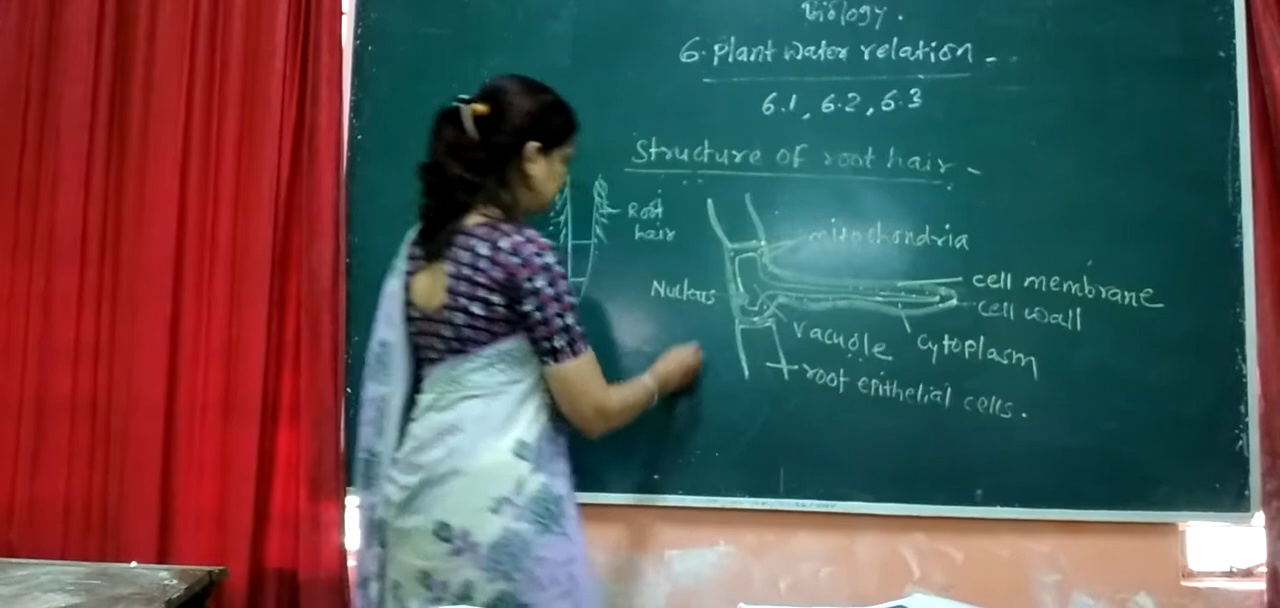 Biology.
6. Plant water relation -
6.1, 6.2, 6.3
Structure of root hair -
Root
hair
mitochondria
cell membrane
cell wall
Nucleus
vacuole
cytoplasm
root epithelial cells.